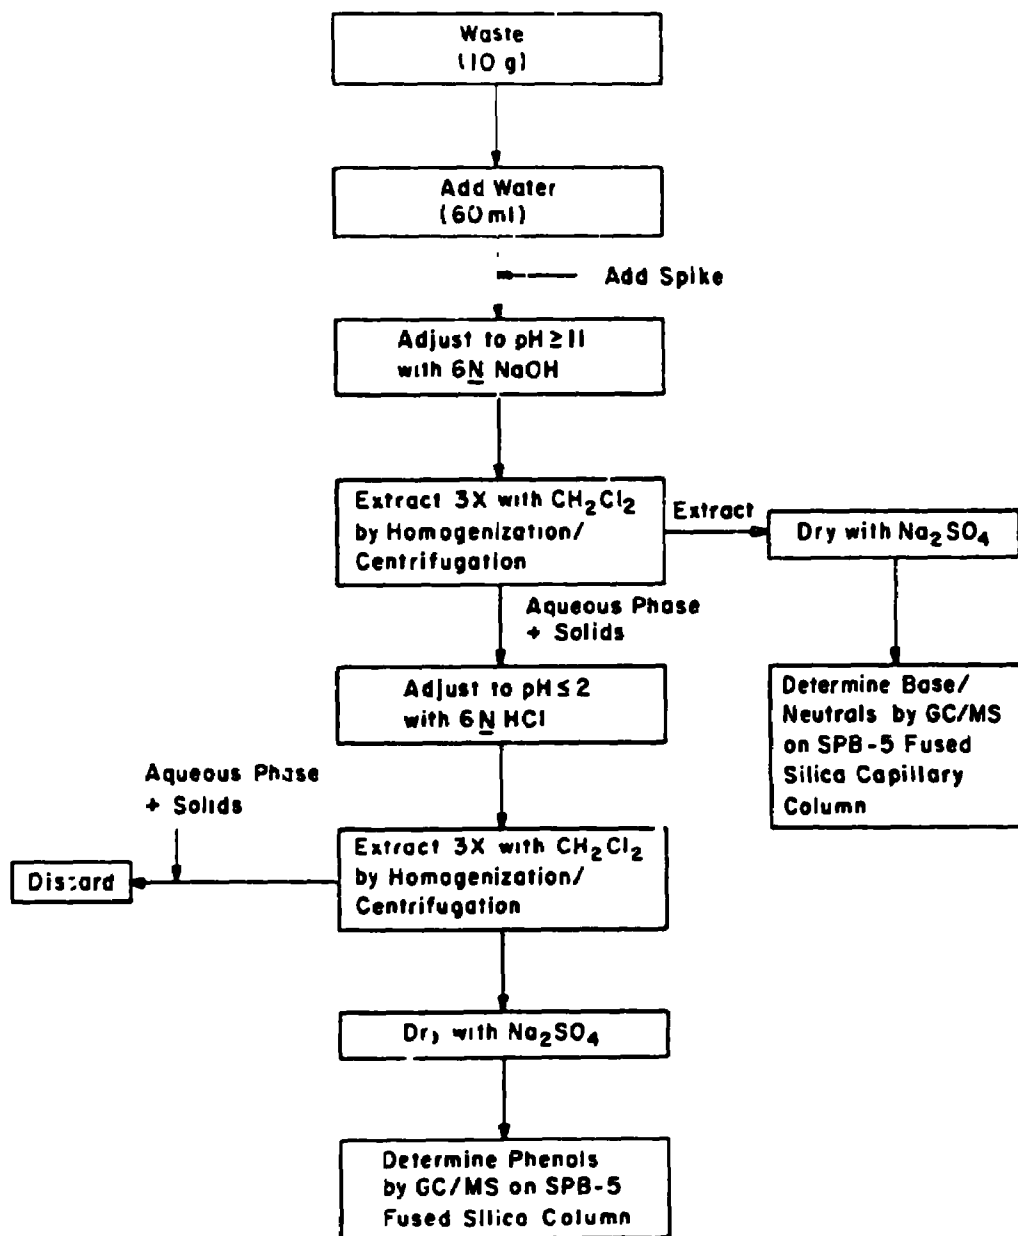 Waste
(10 g)
Add Water
(60 ml)
Add Spike
Adjust to pH ≥ 11
with 6N NaOH
Extract 3X with CH₂Cl₂
by Homogenization/
Centrifugation
Extract
Dry with Na₂SO₄
Aqueous Phase
+ Solids
Determine Base/
Neutrals by GC/MS
on SPB-5 Fused
Silica Capillary
Column
Adjust to pH ≤ 2
with 6N HCl
Aqueous Phase
+ Solids
Extract 3X with CH₂Cl₂
by Homogenization/
Centrifugation
Discard
Dry with Na₂SO₄
Determine Phenols
by GC/MS on SPB-5
Fused Silica Column